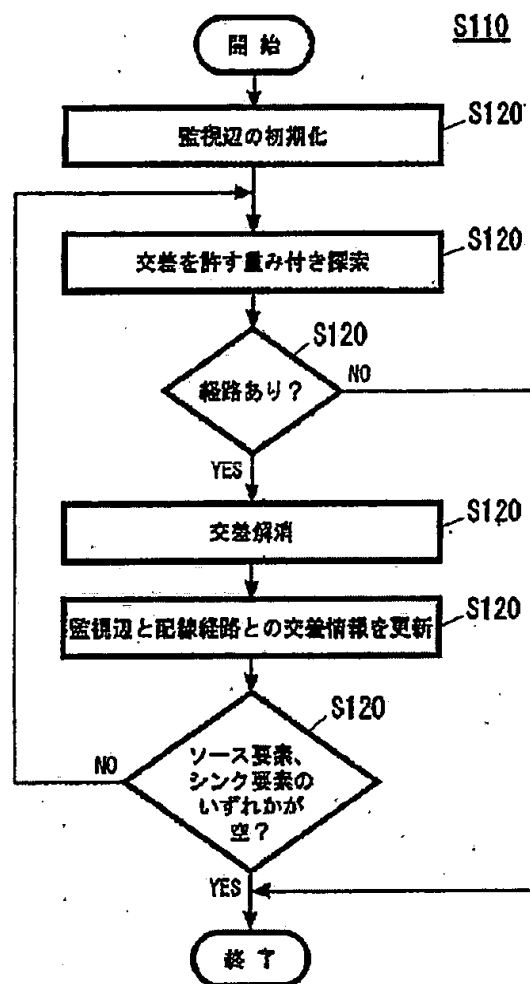 S110
開始
S120
監視辺の初期化
S120
交差を許す重み付き探索
S120
経路あり？
NO
YES
S120
交差解消
S120
監視辺と配線経路との交差情報を更新
S120
ソース要素、
シンク要素の
いずれかが
空？
NO
YES
終了